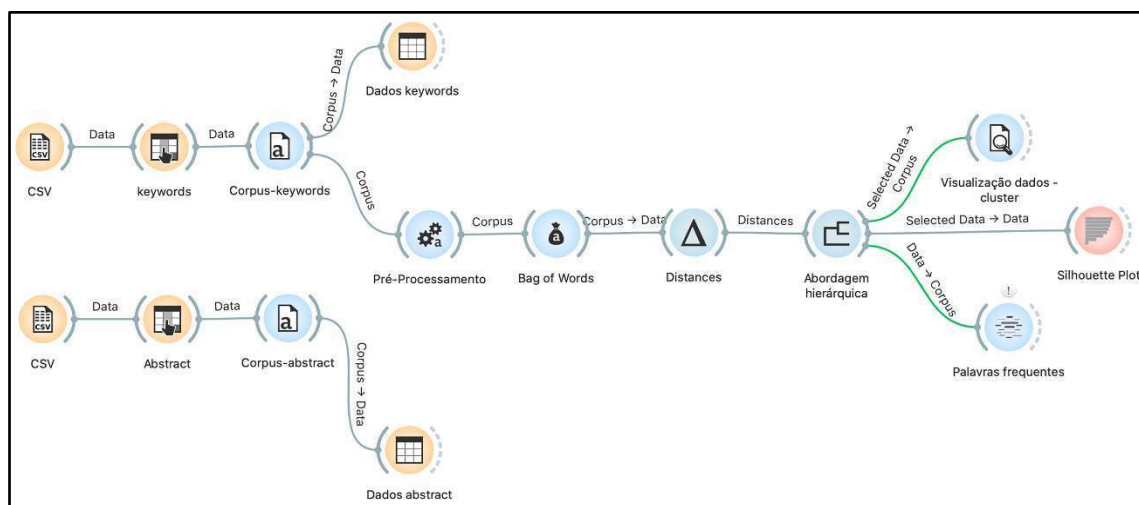 Dados keywords
Corpus → Data
CSV
CSV
Data
keywords
Data
a
Corpus-keywords
Corpus
a
Pré-Processamento
Corpus
a
Bag of Words
Corpus → Data
Distances
Distances
Abordagem
hierárquica
Selected Data →
Corpus
Visualização dados -
cluster
Selected Data → Data
Silhouette Plot
Data → Corpus
!
Palavras frequentes
CSV
CSV
Data
Abstract
Data
a
Corpus-abstract
Corpus → Data
Dados abstract